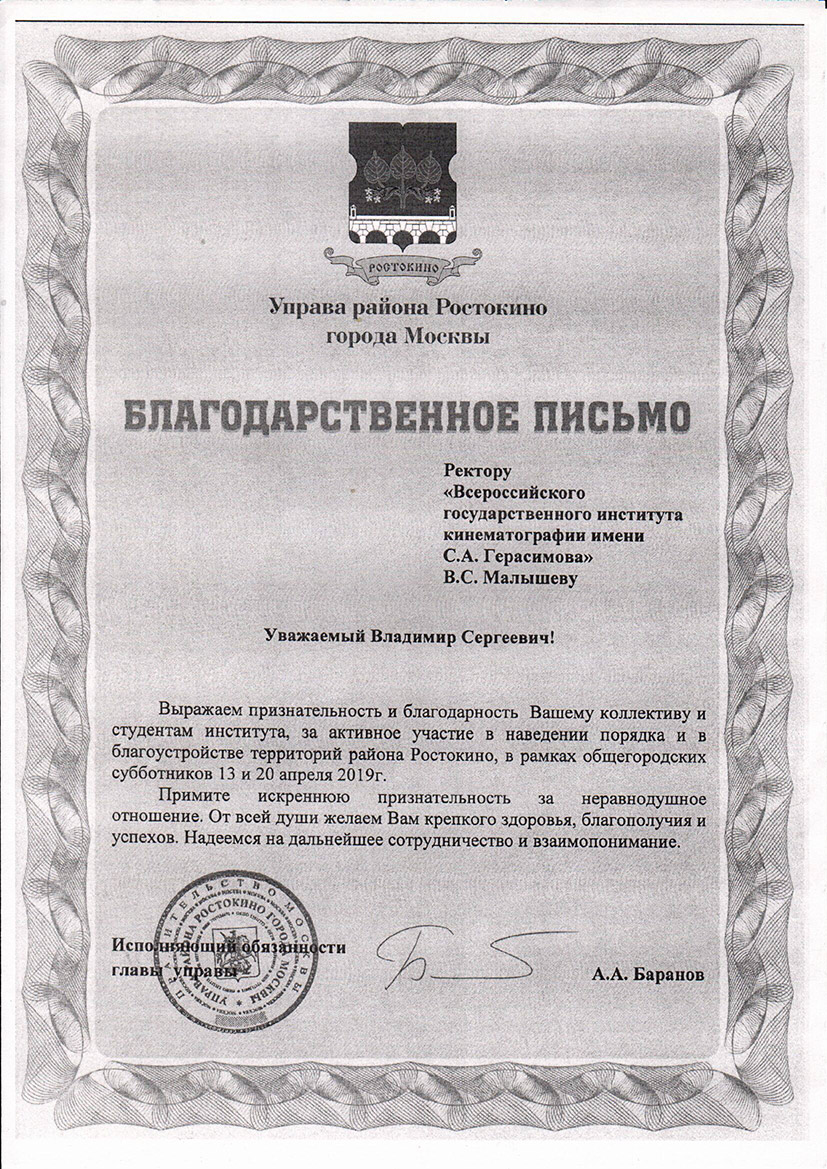 РОСТОКИНО
Управа района Ростокино
города Москвы
БЛАГОДАРСТВЕННОЕ ПИСЬМО
Ректору
«Всероссийского
государственного института
кинематографии имени
С.А. Герасимова»
В.С. Малышеву
Уважаемый Владимир Сергеевич!
Выражаем признательность и благодарность Вашему коллективу и
студентам института, за активное участие в наведении порядка и в
благоустройстве территорий района Ростокино, в рамках общегородских
субботников 13 и 20 апреля 2019г.
Примите искреннюю признательность за неравнодушное
отношение. От всей души желаем Вам крепкого здоровья, благополучия и
успехов. Надеемся на дальнейшее сотрудничество и взаимопонимание.
ПРАВИТЕЛЬСТВО МОСКВЫ
УПРАВА РАЙОНА РОСТОКИНО ГОРОДА МОСКВЫ
Исполняющий обязанности
главы управы
А.А. Баранов